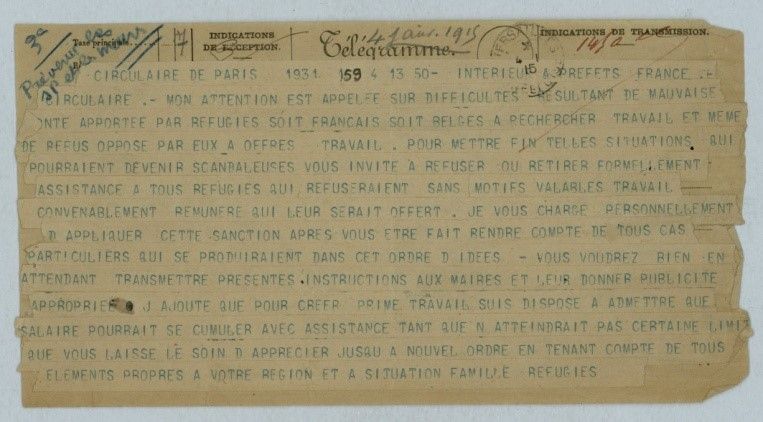 INDICATIONS
DE RÉCEPTION.
Télégramme.
INDICATIONS DE TRANSMISSION.
Taxe principale
4 janv. 1915
Prévenir les
CIRCULAIRE DE PARIS 1931 159 4 13 50- INTERIEUR A PREFETS FRANCE
CIRCULAIRE .- MON ATTENTION EST APPELEE SUR DIFFICULTES RESULTANT DE MAUVAISE
ONTE APPORTEE PAR REFUGIES SOIT FRANCAIS SOIT BELGES A RECHERCHER TRAVAIL ET MEME
DE REFUS OPPOSE PAR EUX A OFFRES TRAVAIL . POUR METTRE FIN TELLES SITUATIONS QUI
POURRAIENT DEVENIR SCANDALEUSES VOUS INVITE A REFUSER OU RETIRER FORMELLEMENT
ASSISTANCE A TOUS REFUGIES QUI REFUSERAIENT SANS MOTIFS VALABLES TRAVAIL
CONVENABLEMENT REMUNERE QUI LEUR SERAIT OFFERT . JE VOUS CHARGE PERSONNELLEMENT
D APPLIQUER CETTE SANCTION APRES VOUS ETRE FAIT RENDRE COMPTE DE TOUS CAS
PARTICULIERS QUI SE PRODUIRAIENT DANS CET ORDRE D IDEES - VOUS VOUDREZ BIEN EN
ATTENDANT TRANSMETTRE PRESENTES INSTRUCTIONS AUX MAIRES ET LEUR DONNER PUBLICITE
APPROPRIEE J AJOUTE QUE POUR CREER PRIME TRAVAIL SUIS DISPOSE A ADMETTRE QUE
SALAIRE POURRAIT SE CUMULER AVEC ASSISTANCE TANT QUE N ATTEINDRAIT PAS CERTAINE LIMIT
QUE VOUS LAISSE LE SOIN D APPRECIER JUSQU A NOUVEL ORDRE EN TENANT COMPTE DE TOUS
ELEMENTS PROPRES A VOTRE REGION ET A SITUATION FAMILLE REFUGIES